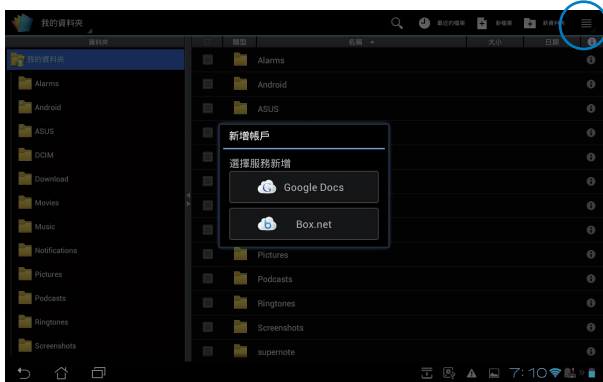 我的資料夾
最近的檔案
新檔案
新資料夾
資料夾
類型
名稱
大小
日期
我的資料夾
Alarms
Android
ASUS
DCIM
Download
Movies
Music
Notifications
Pictures
Podcasts
Ringtones
Screenshots
Alarms
Android
ASUS
新增帳戶
選擇服務新增
Google Docs
Box.net
Pictures
Podcasts
Ringtones
Screenshots
supernote
7:10